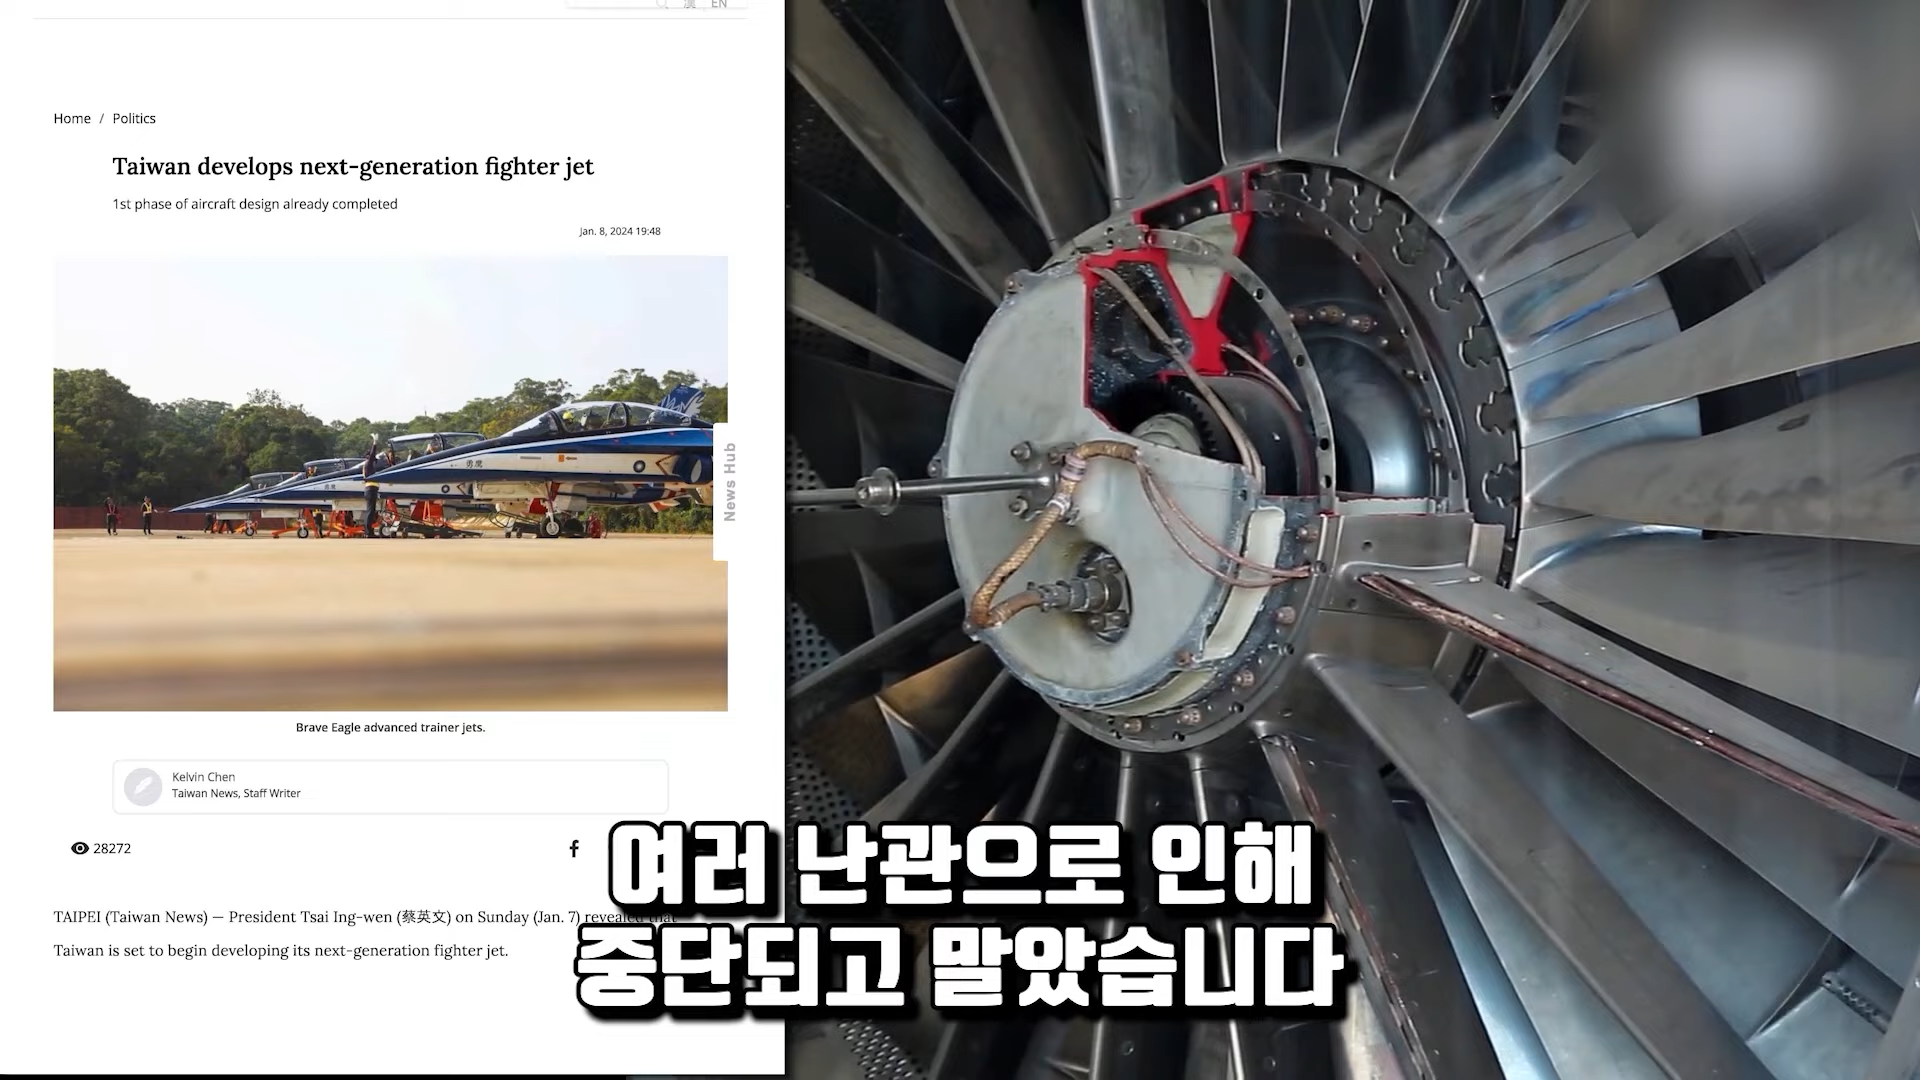 漢 EN
Home / Politics
Taiwan develops next-generation fighter jet
1st phase of aircraft design already completed
Jan. 8, 2024 19:48
勇鷹
News Hub
Brave Eagle advanced trainer jets.
Kelvin Chen
Taiwan News, Staff Writer
28272
TAIPEI (Taiwan News) — President Tsai Ing-wen (蔡英文) on Sunday (Jan. 7) revealed that
Taiwan is set to begin developing its next-generation fighter jet.
여러 난관으로 인해
중단되고 말았습니다